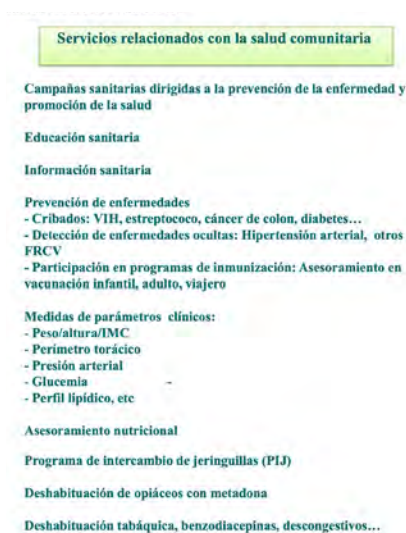 Servicios relacionados con la salud comunitaria
Campañas sanitarias dirigidas a la prevención de la enfermedad y
promoción de la salud
Educación sanitaria
Información sanitaria
Prevención de enfermedades
- Cribados: VIH, estreptococo, cáncer de colon, diabetes…
- Detección de enfermedades ocultas: Hipertensión arterial, otros
FRCV
- Participación en programas de inmunización: Asesoramiento en
vacunación infantil, adulto, viajero
Medidas de parámetros clínicos:
- Peso/altura/IMC
- Perímetro torácico
- Presión arterial
- Glucemia -
- Perfil lipídico, etc
Asesoramiento nutricional
Programa de intercambio de jeringuillas (PIJ)
Deshabituación de opiáceos con metadona
Deshabituación tabáquica, benzodiacepinas, descongestivos…